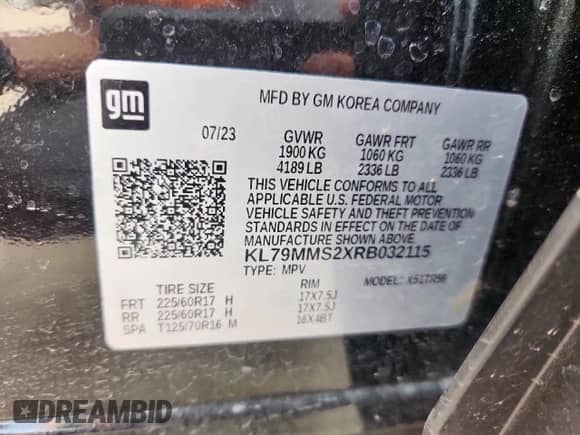 gm
MFD BY GM KOREA COMPANY
07/23 GVWR GAWR FRT GAWR RR
1900 KG 1060 KG 1060 KG
4189 LB 2336 LB 2336 LB
THIS VEHICLE CONFORMS TO ALL
APPLICABLE U.S. FEDERAL MOTOR
VEHICLE SAFETY AND THEFT PREVENTION
STANDARDS IN EFFECT ON THE DATE OF
MANUFACTURE SHOWN ABOVE.
KL79MMS2XRB032115
TYPE: MPV MODEL:
TIRE SIZE RIM
FRT 225/60R17 H 17X7.5J
RR 225/60R17 H 17X7.5J
SPA T125/70R16 M 16X4BT
DREAMBID